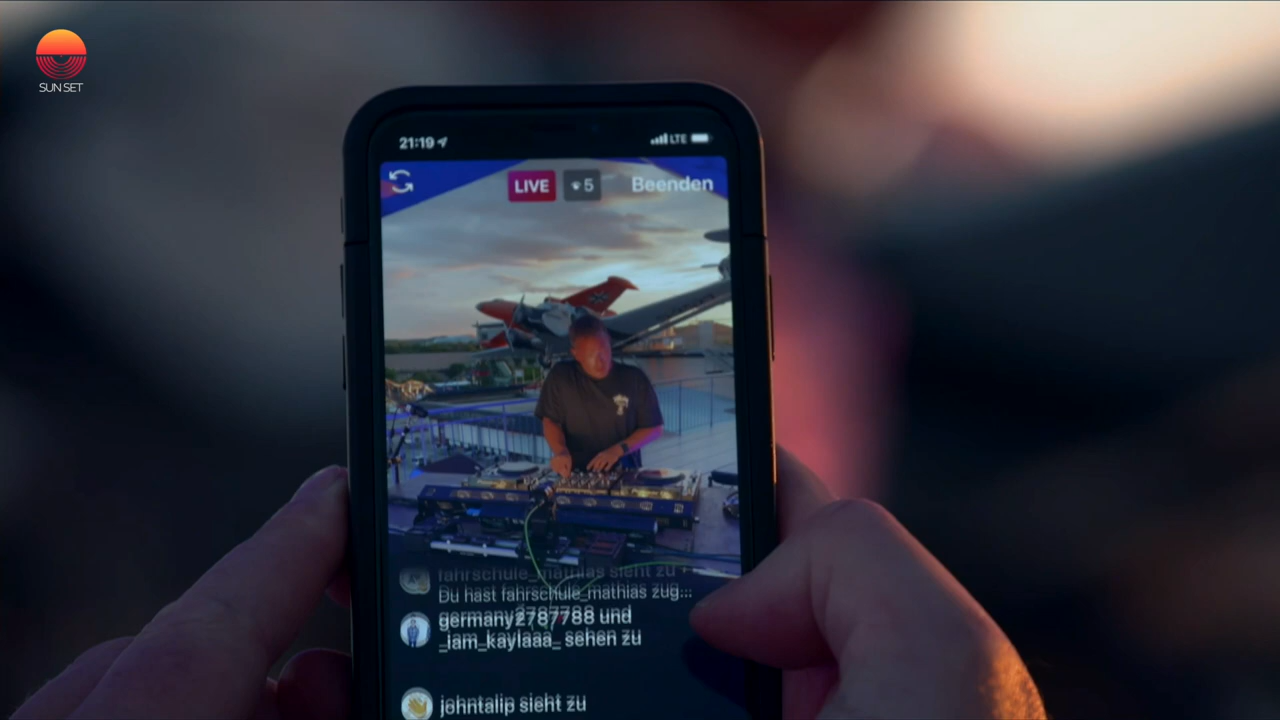 SUN SET
21:19
LTE
LIVE
5
Beenden
fahrschule_mathias sieht zu
Du hast fahrschule_mathias zug...
germany2787788 und
_iam_kaylaaa_ sehen zu
johntalip sieht zu